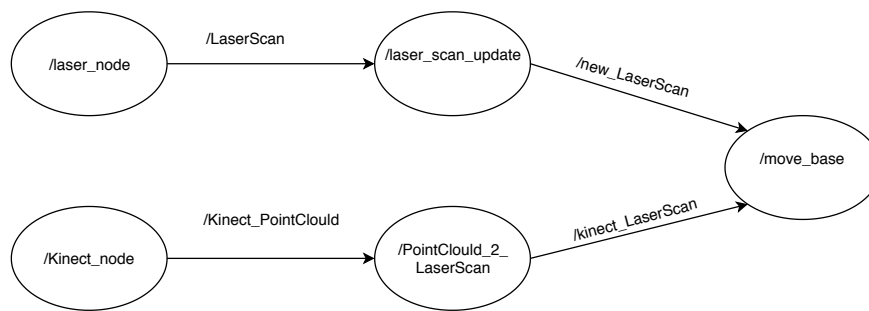 /LaserScan
/laser_node
/laser_scan_update
/new_LaserScan
/move_base
/Kinect_PointClould
/kinect_LaserScan
/Kinect_node
/PointClould_2_
LaserScan